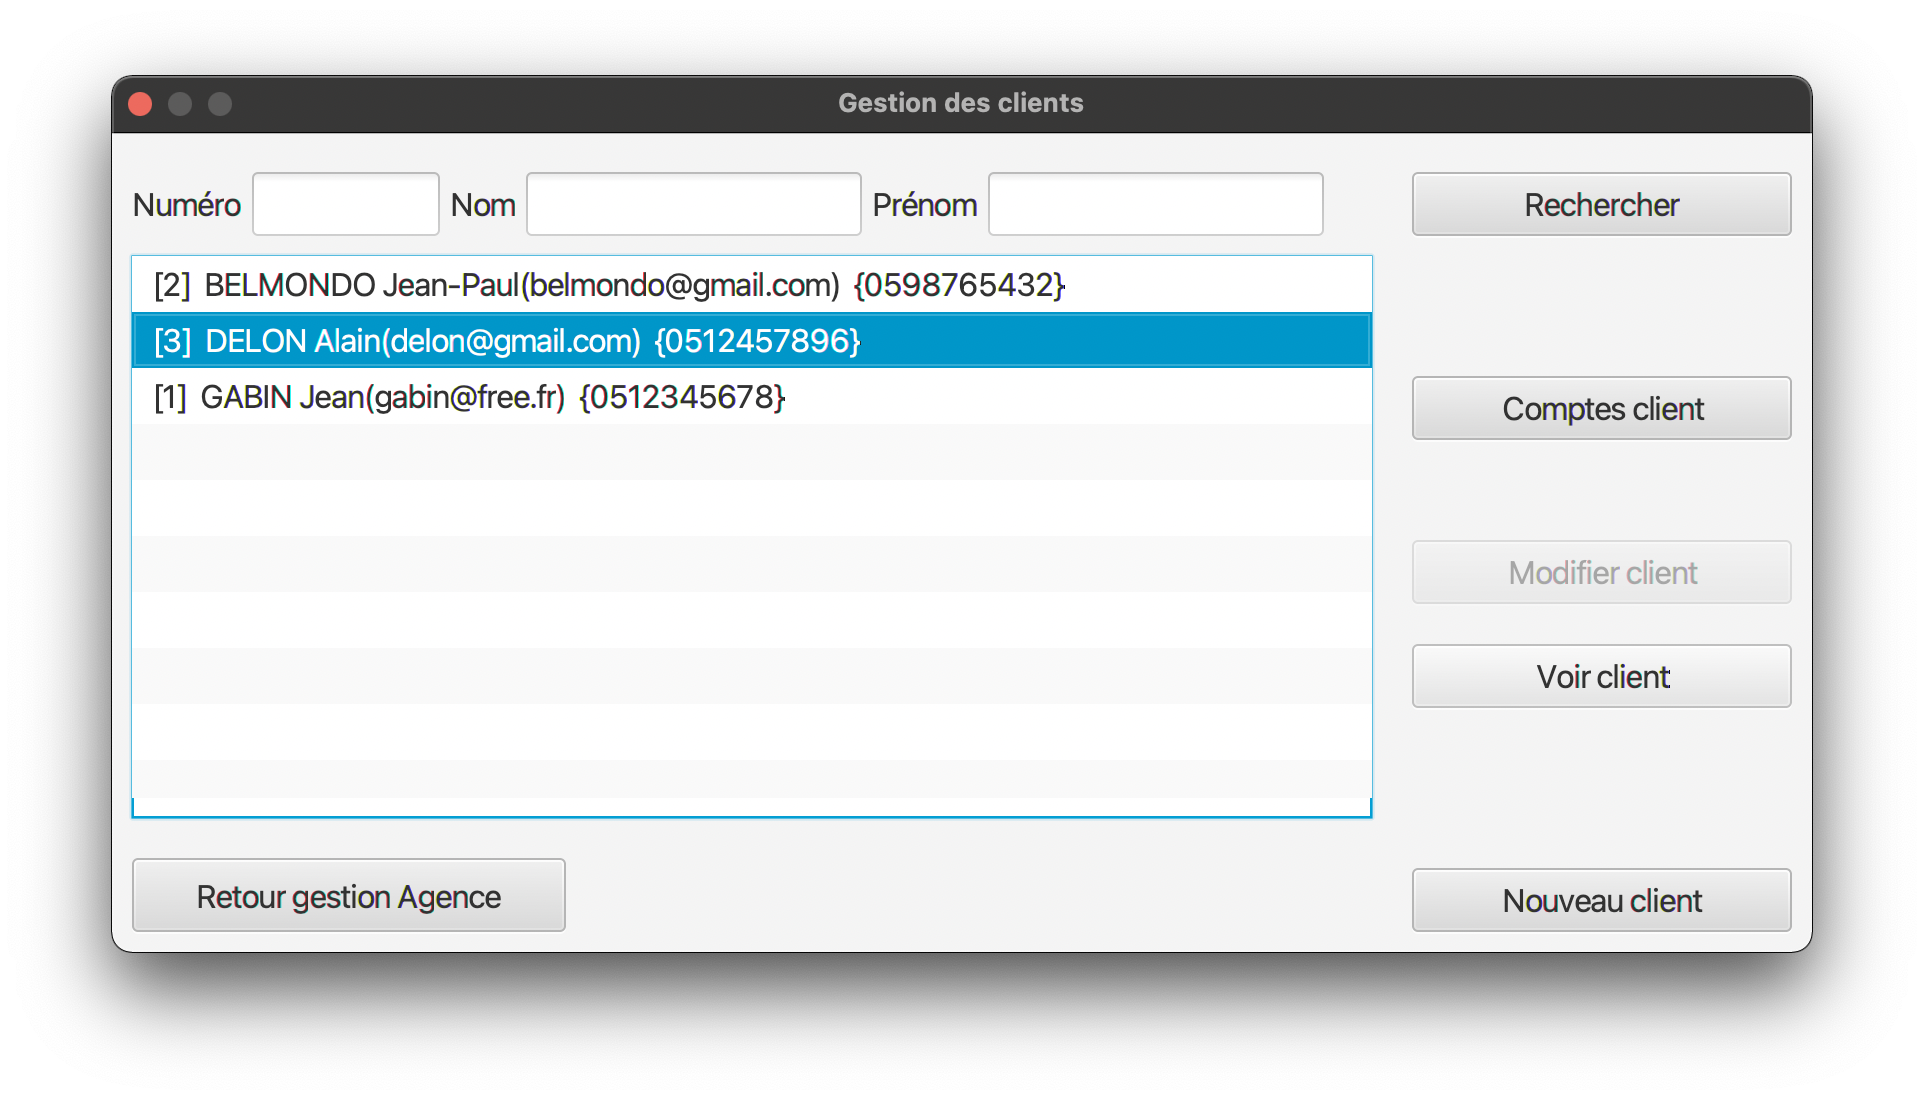 Gestion des clients
Numéro Nom Prénom Rechercher
[2] BELMONDO Jean-Paul(belmondo@gmail.com) {0598765432}
[3] DELON Alain(delon@gmail.com) {0512457896}
[1] GABIN Jean(gabin@free.fr) {0512345678}
Comptes client
Modifier client
Voir client
Retour gestion Agence
Nouveau client